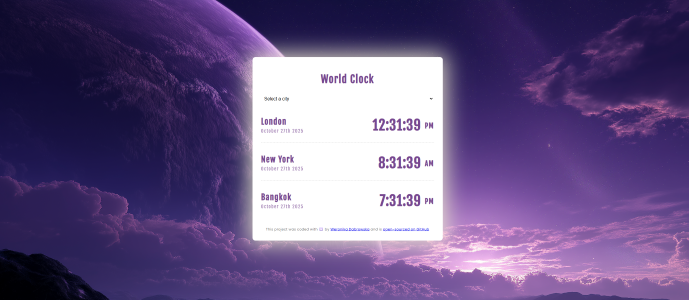 World Clock
Select a city
London
October 27th 2025
12:31:39 PM
New York
October 27th 2025
8:31:39 AM
Bangkok
October 27th 2025
7:31:39 PM
This project was coded with by Weronika and is open-sourced on GitHub